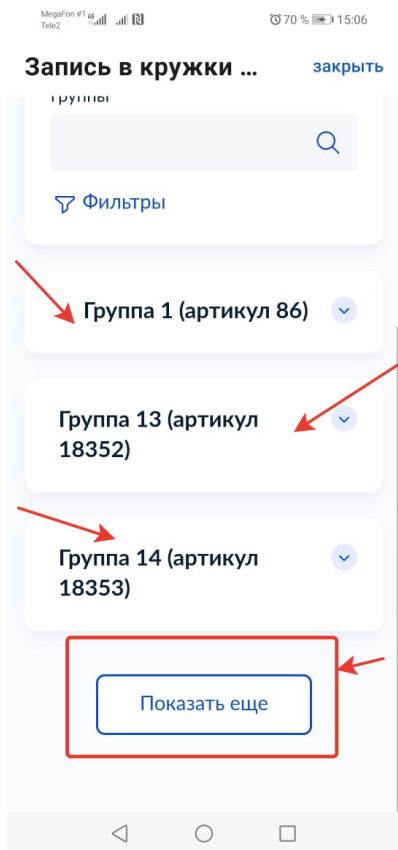 MegaFon #1 46
Tele2
70 % 15:06
Запись в кружки ... закрыть
группы
Фильтры
Группа 1 (артикул 86)
Группа 13 (артикул
18352)
Группа 14 (артикул
18353)
Показать еще